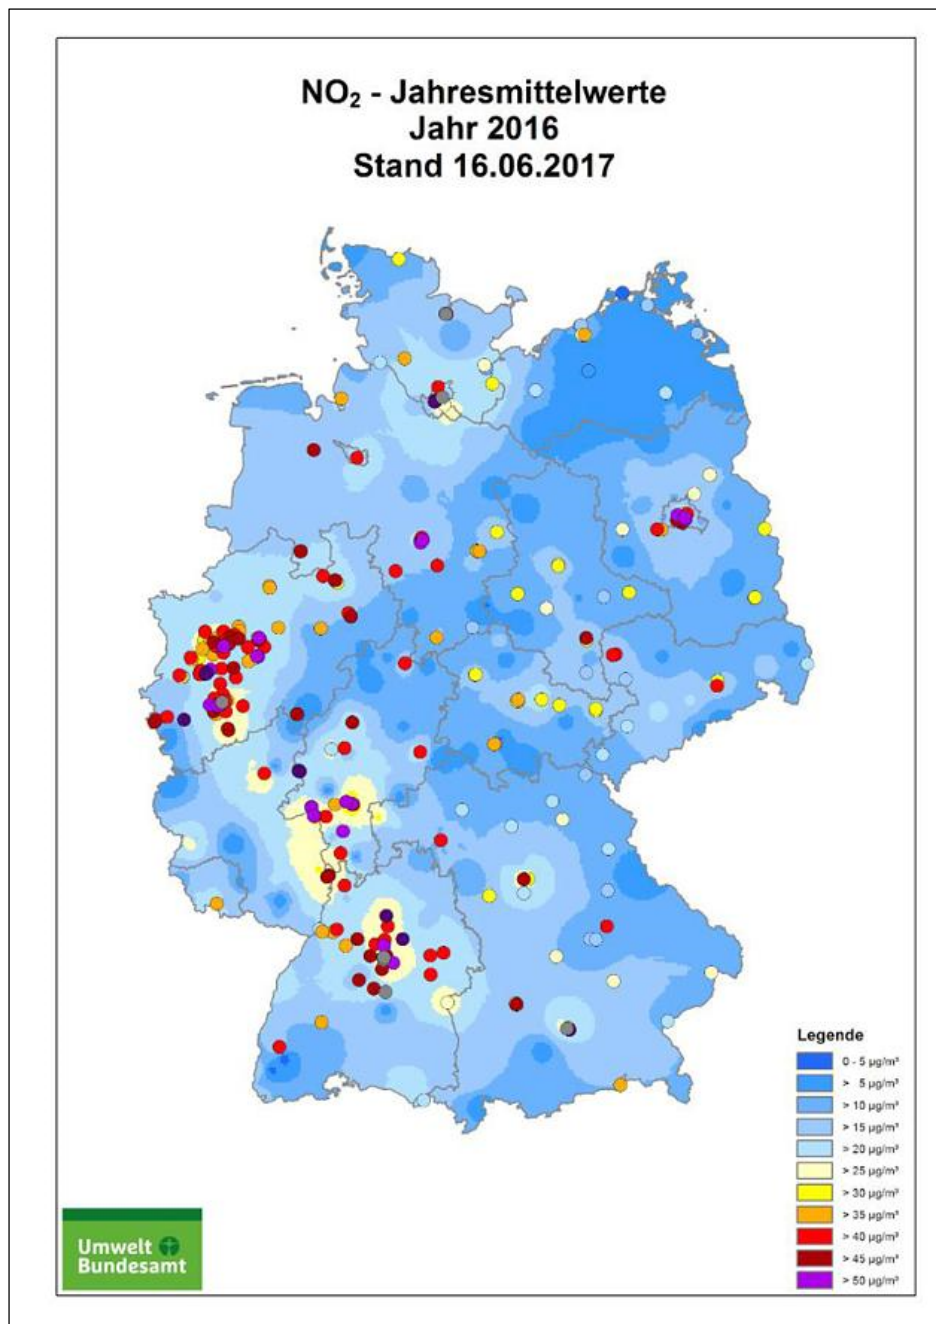 NO₂ - Jahresmittelwerte
Jahr 2016
Stand 16.06.2017
Legende
0 - 5 µg/m³
> 5 µg/m³
> 10 µg/m³
> 15 µg/m³
> 20 µg/m³
> 25 µg/m³
> 30 µg/m³
> 35 µg/m³
> 40 µg/m³
> 45 µg/m³
> 50 µg/m³
Umwelt
Bundesamt